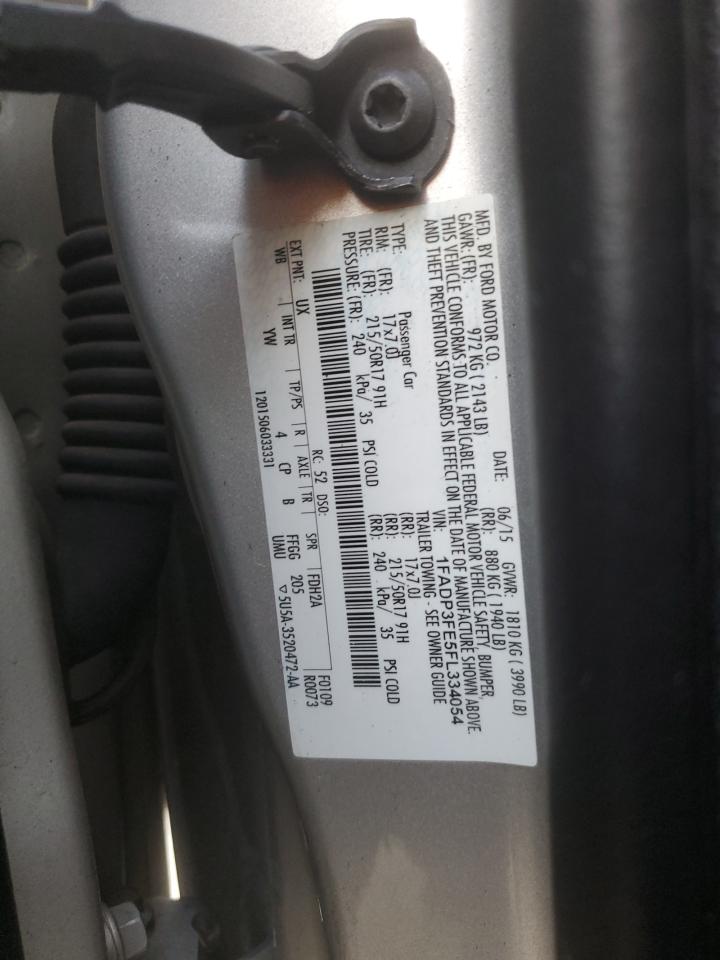 MFD. BY FORD MOTOR CO.
DATE: 06/15 GVWR: 1810 KG ( 3990 LB)
GAWR: (FR): 972 KG ( 2143 LB) (RR): 880 KG ( 1940 LB)
THIS VEHICLE CONFORMS TO ALL APPLICABLE FEDERAL MOTOR VEHICLE SAFETY, BUMPER,
AND THEFT PREVENTION STANDARDS IN EFFECT ON THE DATE OF MANUFACTURE SHOWN ABOVE.
VIN: 1FADP3FE5FL334054
TYPE: Passenger Car TRAILER TOWING - SEE OWNER GUIDE
RIM: (FR): 17x7.0J (RR): 17x7.0J
TIRE: (FR): 215/50R17 91H (RR): 215/50R17 91H
PRESSURE: (FR): 240 kPa/ 35 PSI COLD (RR): 240 kPa/ 35 PSI COLD
F0109
RC: 52 DSO: FDH2A R0073
EXT PNT: UX INT TR TP/PS R AXLE TR SPR
WB YW 4 CP B FFGG 205
UMU
1201506033331 ▽5U5A-3520472-AA